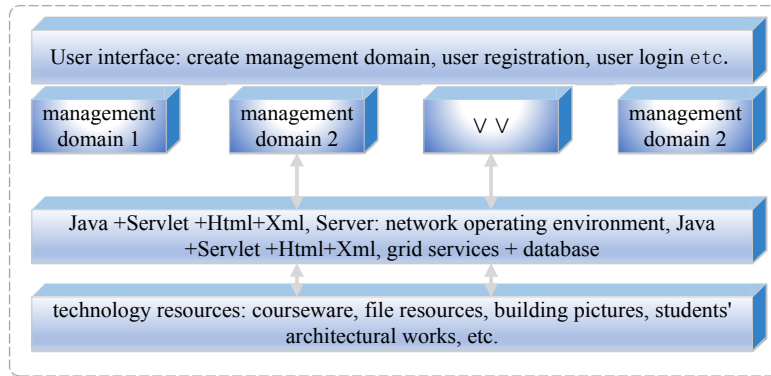 User interface: create management domain, user registration, user login etc.
management
domain 1
management
domain 2
∨ ∨
management
domain 2
Java +Servlet +Html+Xml, Server: network operating environment, Java
+Servlet +Html+Xml, grid services + database
technology resources: courseware, file resources, building pictures, students'
architectural works, etc.